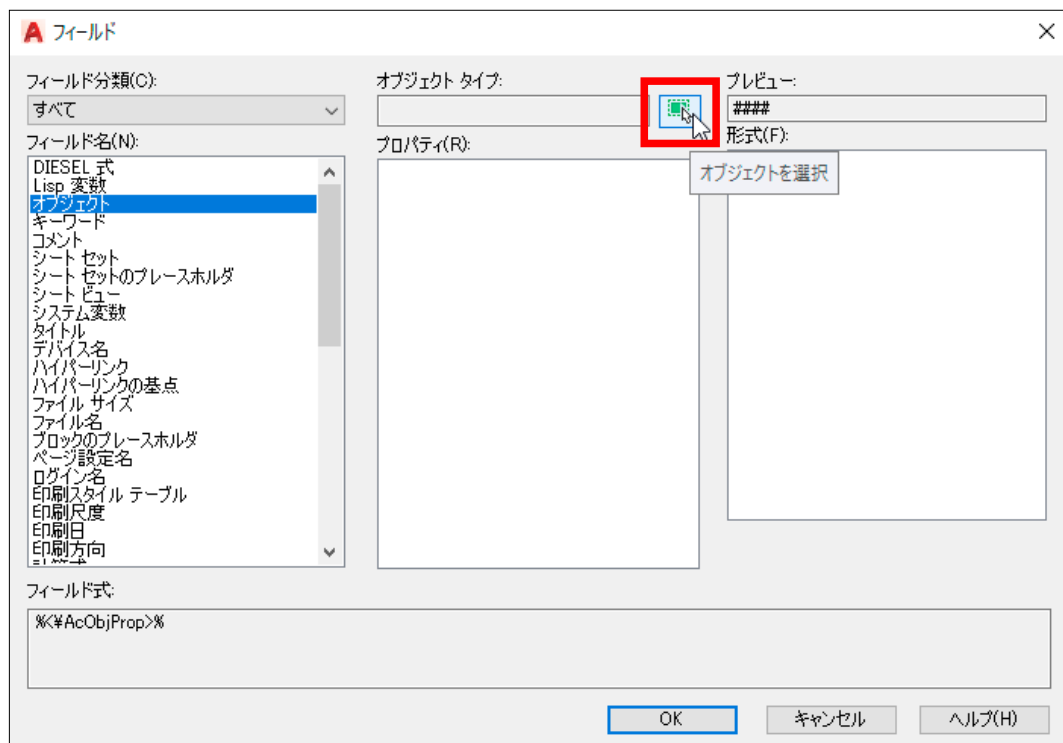 フィールド
フィールド分類(C):
すべて
フィールド名(N):
DIESEL 式
Lisp 変数
オブジェクト
キーワード
コメント
シート セット
シート セットのプレースホルダ
シート ビュー
システム変数
タイトル
デバイス名
ハイパーリンク
ハイパーリンクの基点
ファイル サイズ
ファイル名
ブロックのプレースホルダ
ページ設定名
ログイン名
印刷スタイル テーブル
印刷尺度
印刷日
印刷方向
オブジェクト タイプ:
プロパティ(R):
プレビュー:
####
形式(F):
オブジェクトを選択
フィールド式:
%<¥AcObjProp>%
OK
キャンセル
ヘルプ(H)